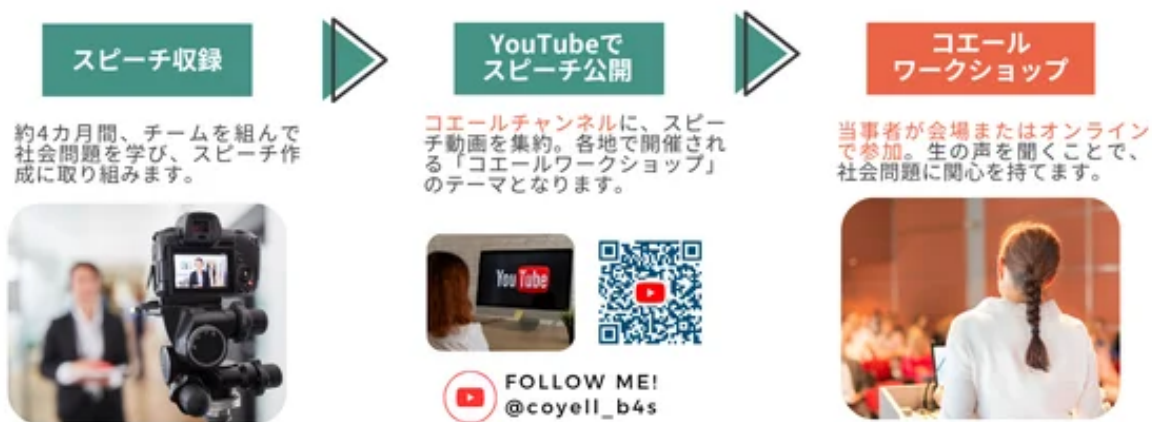 スピーチ収録
約4カ月間、チームを組んで
社会問題を学び、スピーチ作
成に取り組みます。
YouTubeで
スピーチ公開
コエールチャンネルに、スピー
チ動画を集約。各地で開催され
る「コエールワークショップ」
のテーマとなります。
YouTube
FOLLOW ME!
@coyell_b4s
コエール
ワークショップ
当事者が会場またはオンライン
で参加。生の声を聞くことで、
社会問題に関心を持てます。